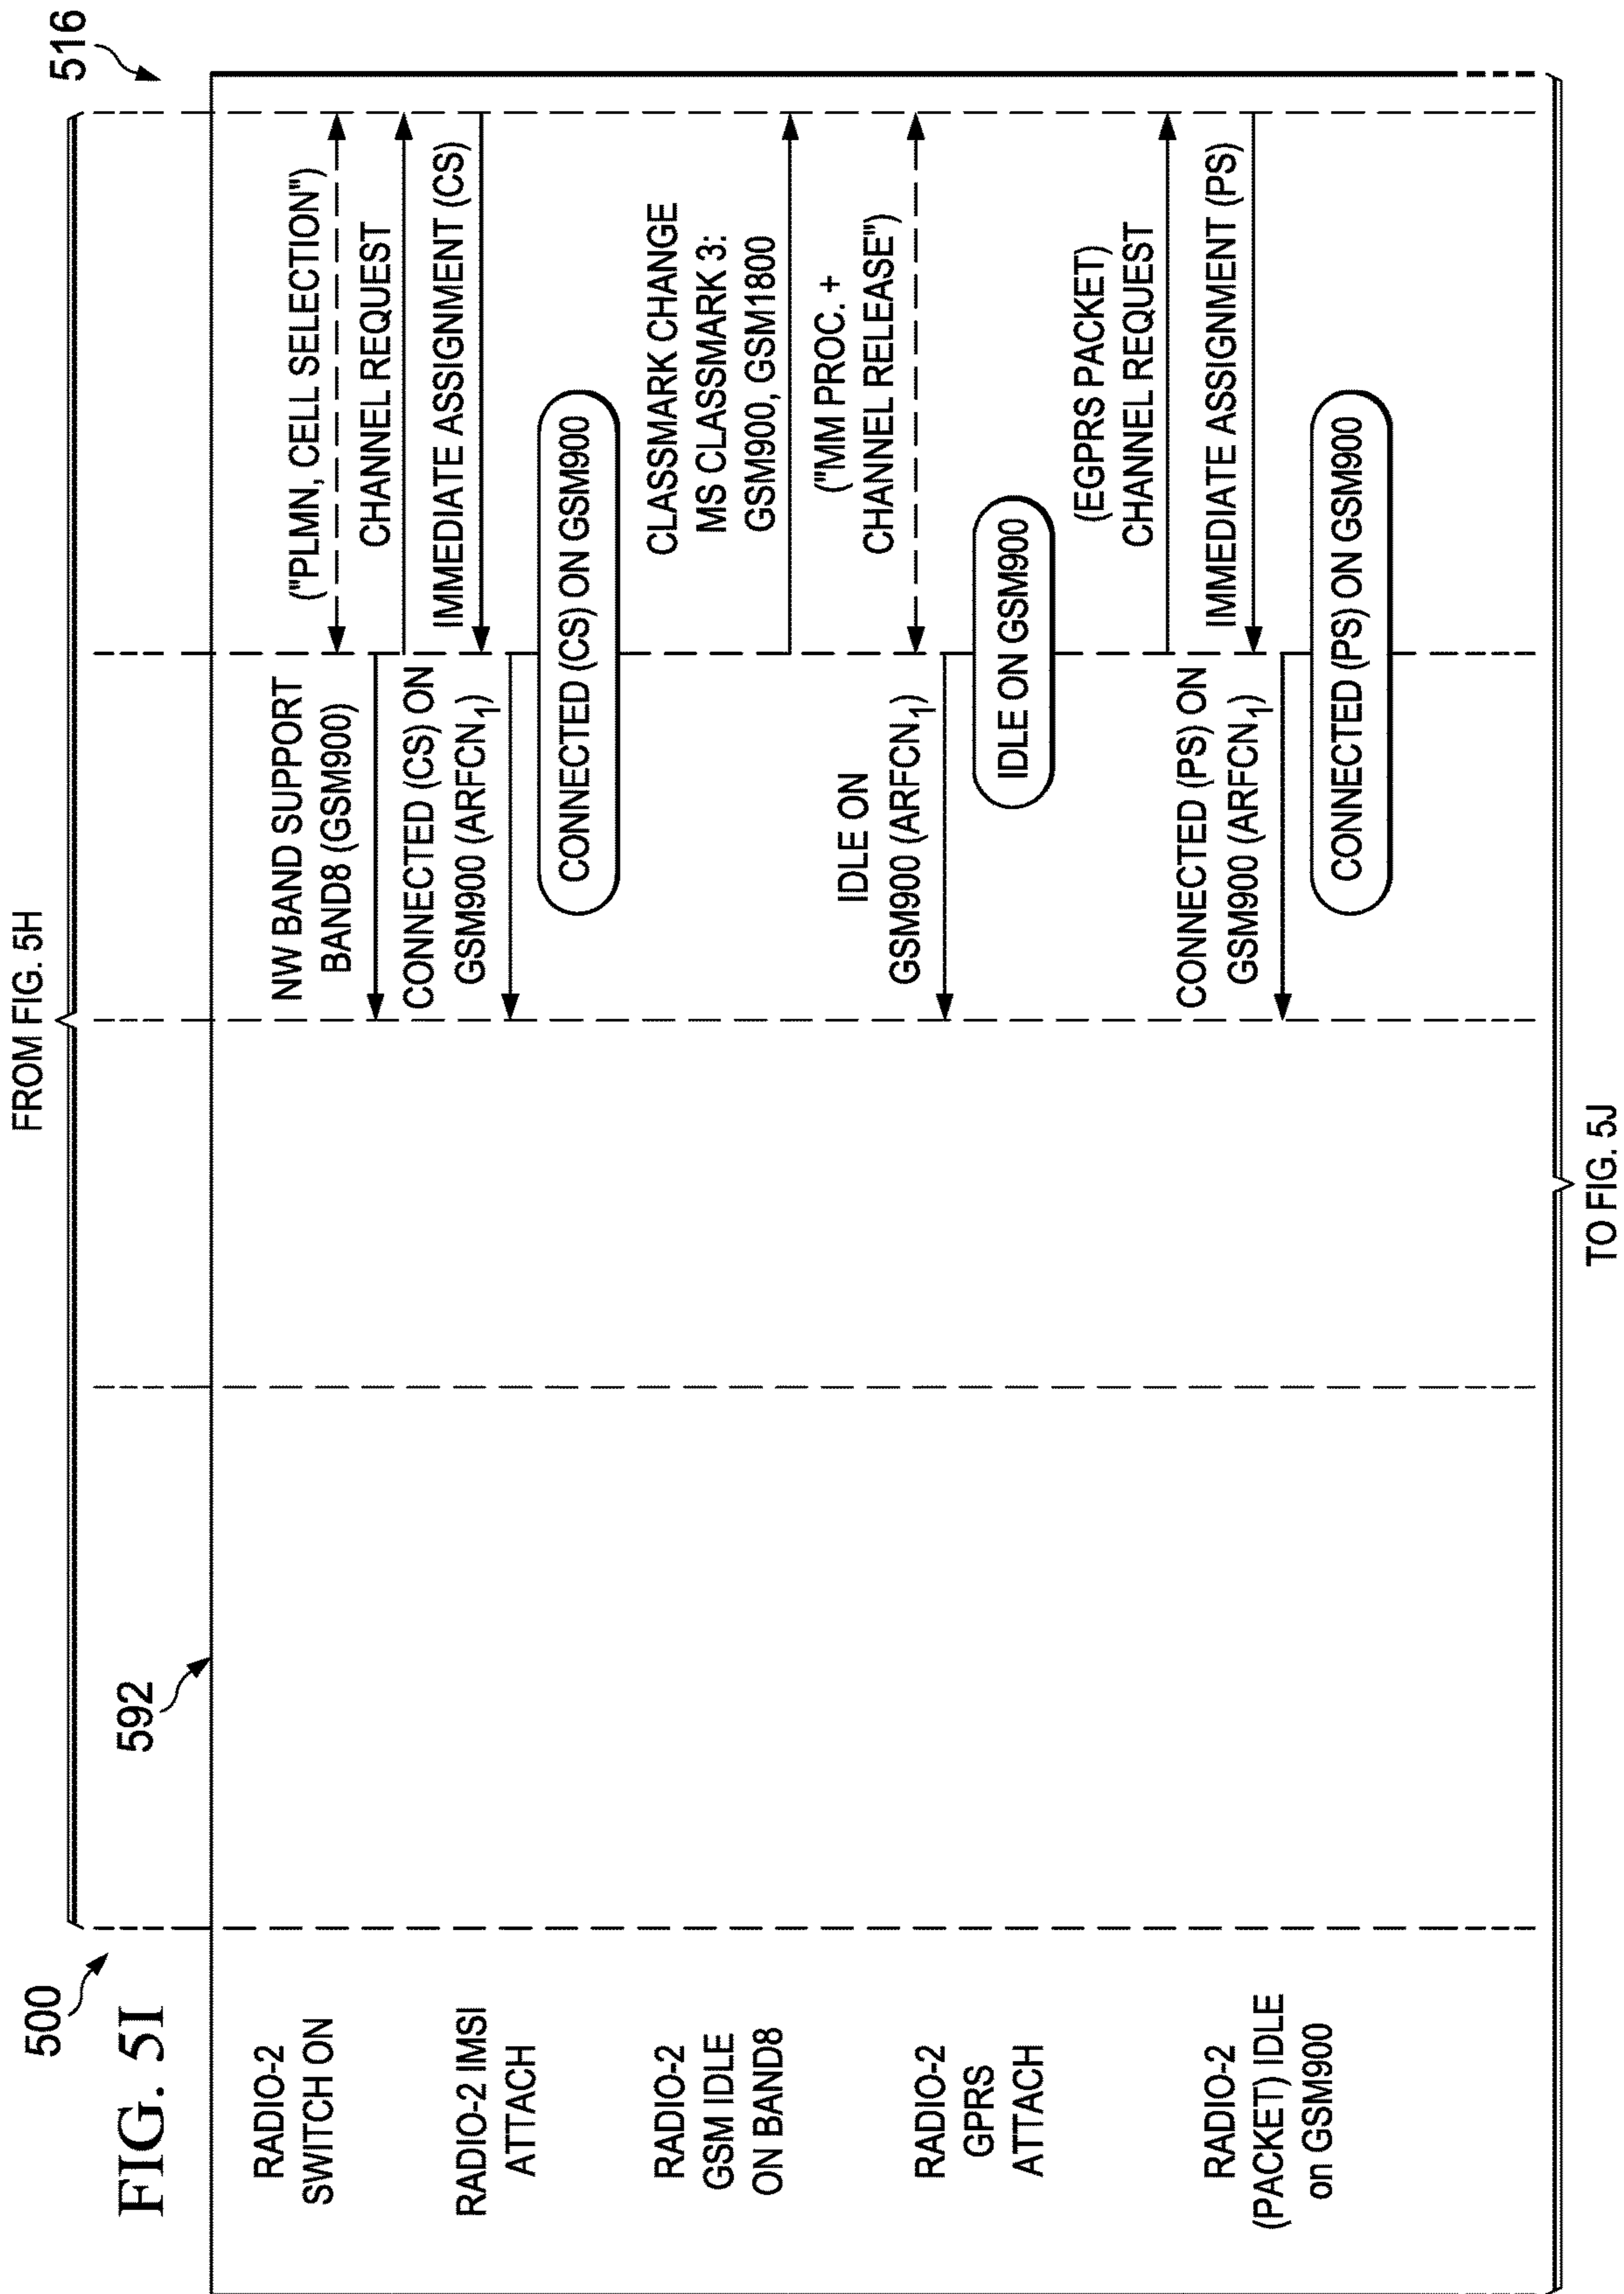 FROM FIG. 5H
516
500
FIG. 5I
592
RADIO-2
SWITCH ON
NW BAND SUPPORT
BAND8 (GSM900)
("PLMN, CELL SELECTION")
CHANNEL REQUEST
RADIO-2 IMSI
ATTACH
CONNECTED (CS) ON
GSM900 (ARFCN1)
IMMEDIATE ASSIGNMENT (CS)
CONNECTED (CS) ON GSM900
RADIO-2
GSM IDLE
ON BAND8
CLASSMARK CHANGE
MS CLASSMARK 3:
GSM900, GSM1800
RADIO-2
GPRS
ATTACH
IDLE ON
GSM900 (ARFCN1)
("MM PROC. +
CHANNEL RELEASE")
IDLE ON GSM900
(EGPRS PACKET)
CHANNEL REQUEST
RADIO-2
(PACKET) IDLE
on GSM900
CONNECTED (PS) ON
GSM900 (ARFCN1)
IMMEDIATE ASSIGNMENT (PS)
CONNECTED (PS) ON GSM900
TO FIG. 5J